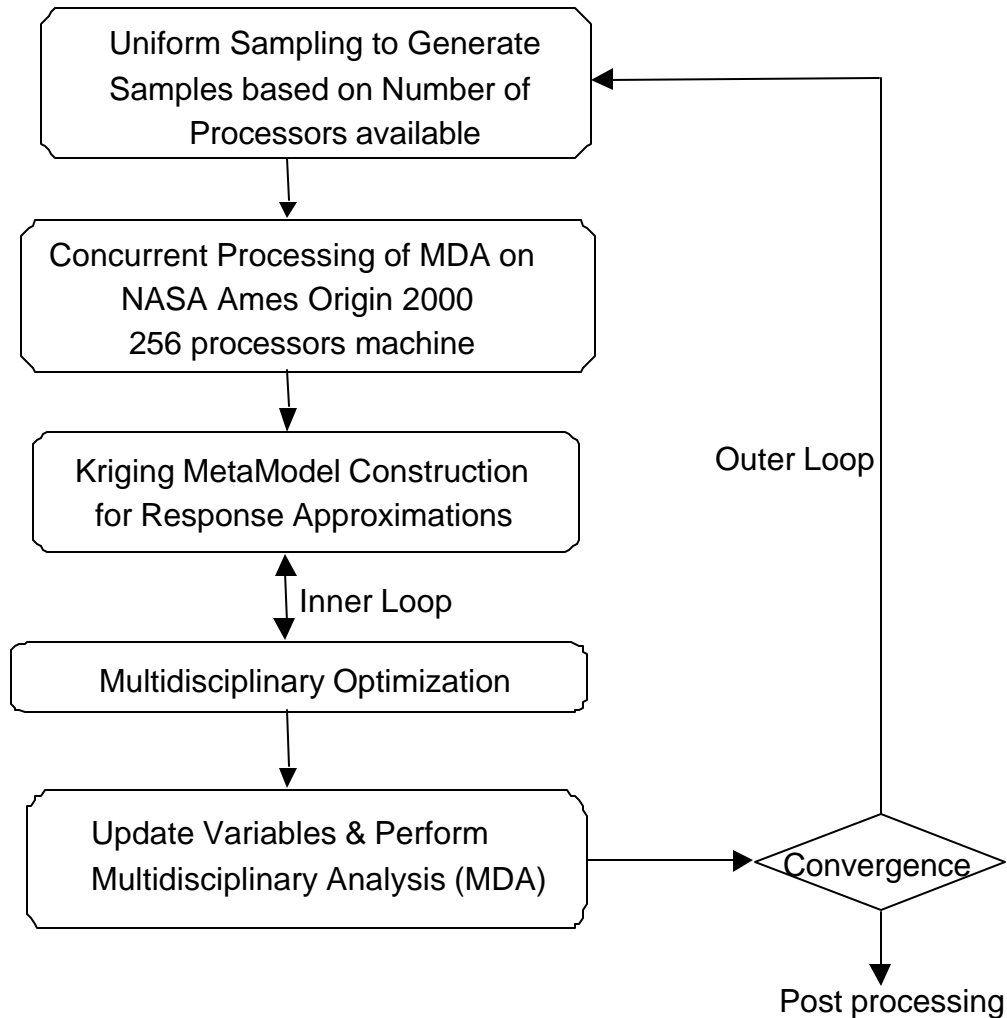 Uniform Sampling to Generate
Samples based on Number of
Processors available
Concurrent Processing of MDA on
NASA Ames Origin 2000
256 processors machine
Kriging MetaModel Construction
for Response Approximations
Outer Loop
Inner Loop
Multidisciplinary Optimization
Update Variables & Perform
Multidisciplinary Analysis (MDA)
Convergence
Post processing